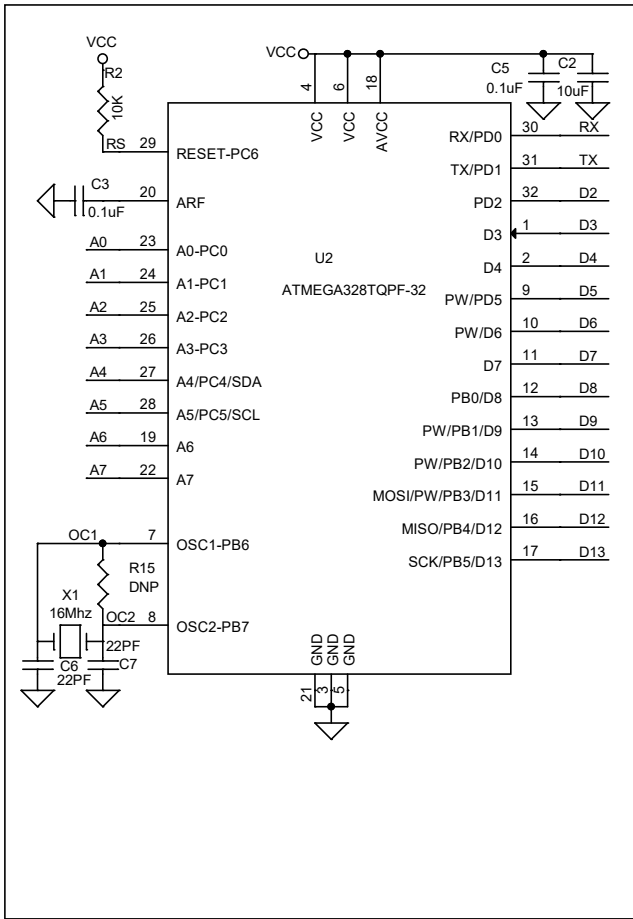 VCC
R2
10K
RS 29 RESET-PC6
C3
0.1uF
20 ARF
A0 23 A0-PC0
A1 24 A1-PC1
A2 25 A2-PC2
A3 26 A3-PC3
A4 27 A4/PC4/SDA
A5 28 A5/PC5/SCL
A6 19 A6
A7 22 A7
OC1 7 OSC1-PB6
R15
DNP
X1
16Mhz
OC2 8 OSC2-PB7
22PF
C6 C7
22PF
VCC
4 6 18
VCC VCC AVCC
C5 C2
0.1uF 10uF
U2
ATMEGA328TQPF-32
RX/PD0 30 RX
TX/PD1 31 TX
PD2 32 D2
D3 1 D3
D4 2 D4
PW/PD5 9 D5
PW/D6 10 D6
D7 11 D7
PB0/D8 12 D8
PW/PB1/D9 13 D9
PW/PB2/D10 14 D10
MOSI/PW/PB3/D11 15 D11
MISO/PB4/D12 16 D12
SCK/PB5/D13 17 D13
GND GND GND
21 3 5